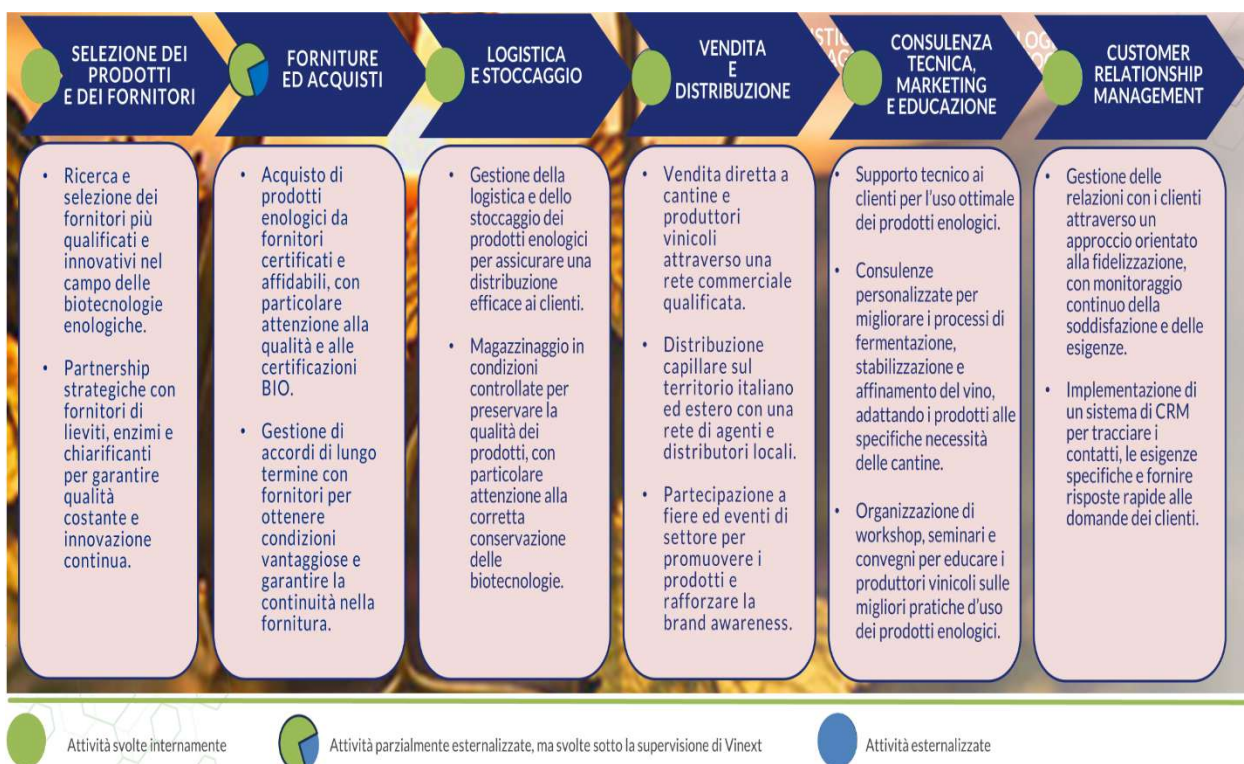 SELEZIONE DEI
PRODOTTI
E DEI FORNITORI
FORNITURE
ED ACQUISTI
LOGISTICA
E STOCCAGGIO
VENDITA
E
DISTRIBUZIONE
CONSULENZA
TECNICA,
MARKETING
E EDUCAZIONE
CUSTOMER
RELATIONSHIP
MANAGEMENT
• Ricerca e
selezione dei
fornitori più
qualificati e
innovativi nel
campo delle
biotecnologie
enologiche.
• Partnership
strategiche con
fornitori di
lieviti, enzimi e
chiarificanti
per garantire
qualità
costante e
innovazione
continua.
• Acquisto di
prodotti
enologici da
fornitori
certificati e
affidabili, con
particolare
attenzione alla
qualità e alle
certificazioni
BIO.
• Gestione di
accordi di lungo
termine con
fornitori per
ottenere
condizioni
vantaggiose e
garantire la
continuità nella
fornitura.
• Gestione della
logistica e dello
stoccaggio dei
prodotti enologici
per assicurare una
distribuzione
efficace ai clienti.
• Magazzinaggio in
condizioni
controllate per
preservare la
qualità dei
prodotti, con
particolare
attenzione alla
corretta
conservazione
delle
biotecnologie.
• Vendita diretta a
cantine e
produttori
vinicoli
attraverso una
rete commerciale
qualificata.
• Distribuzione
capillare sul
territorio italiano
ed estero con una
rete di agenti e
distributori locali.
• Partecipazione a
fiere ed eventi di
settore per
promuovere i
prodotti e
rafforzare la
brand awareness.
• Supporto tecnico ai
clienti per l'uso ottimale
dei prodotti enologici.
• Consulenze
personalizzate per
migliorare i processi di
fermentazione,
stabilizzazione e
affinamento del vino,
adattando i prodotti alle
specifiche necessità
delle cantine.
• Organizzazione di
workshop, seminari e
convegni per educare i
produttori vinicoli sulle
migliori pratiche d'uso
dei prodotti enologici.
• Gestione delle
relazioni con i clienti
attraverso un
approccio orientato
alla fidelizzazione,
con monitoraggio
continuo della
soddisfazione e delle
esigenze.
• Implementazione di
un sistema di CRM
per tracciare i
contatti, le esigenze
specifiche e fornire
risposte rapide alle
domande dei clienti.
Attività svolte internamente
Attività parzialmente esternalizzate, ma svolte sotto la supervisione di Vinext
Attività esternalizzate